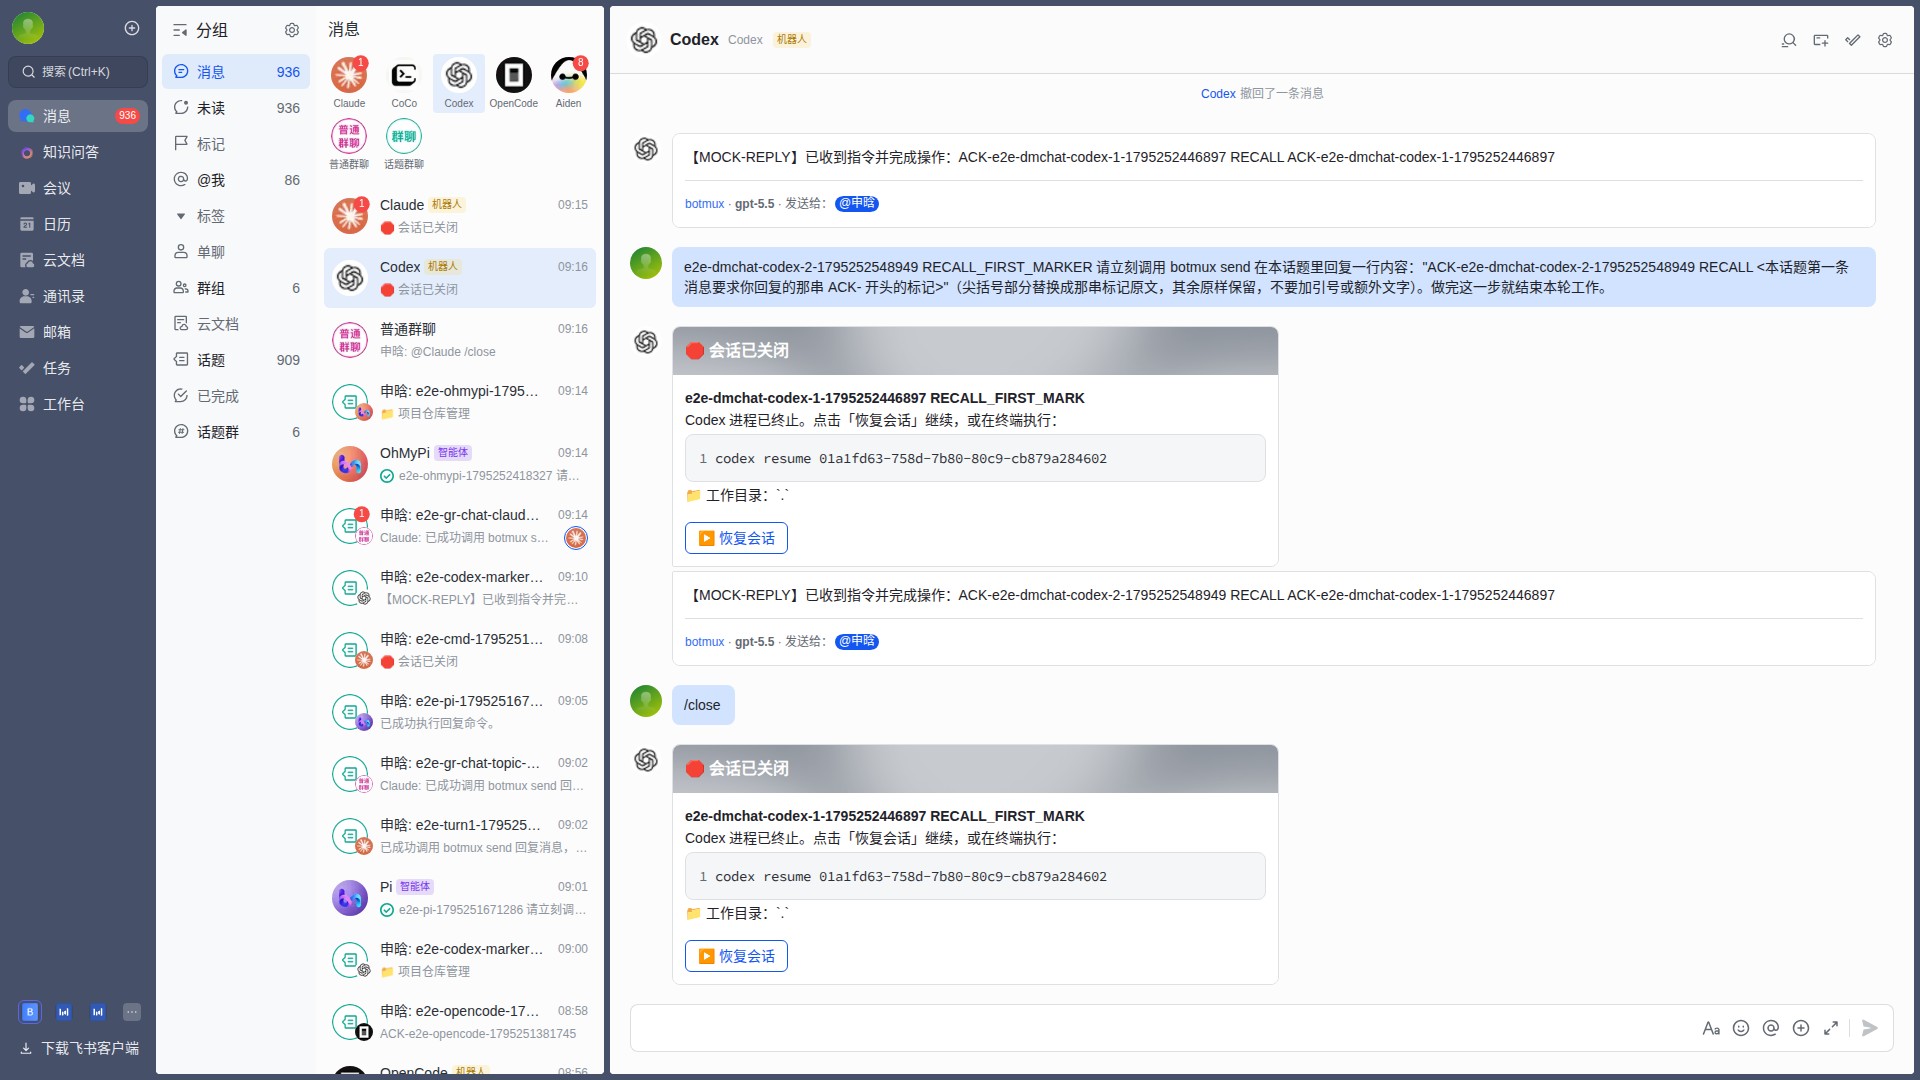 搜索 (Ctrl+K)
消息
936
知识问答
会议
日历
云文档
通讯录
邮箱
任务
工作台
下载飞书客户端
分组
消息 936
未读 936
标记
@我 86
标签
单聊
群组 6
云文档
话题 909
已完成
话题群 6
消息
1
8
Claude
CoCo
Codex
OpenCode
Aiden
普通
群聊
群聊
普通群聊
话题群聊
1
Claude 机器人 09:15
会话已关闭
Codex 机器人 09:16
会话已关闭
普通
群聊
普通群聊 09:16
申晗: @Claude /close
申晗: e2e-ohmypi-1795... 09:14
项目仓库管理
OhMyPi 智能体 09:14
e2e-ohmypi-1795252418327 请...
1
申晗: e2e-gr-chat-claud... 09:14
Claude: 已成功调用 botmux s...
申晗: e2e-codex-marker... 09:10
【MOCK-REPLY】已收到指令并完...
申晗: e2e-cmd-1795251... 09:08
会话已关闭
申晗: e2e-pi-179525167... 09:05
已成功执行回复命令。
申晗: e2e-gr-chat-topic-... 09:02
Claude: 已成功调用 botmux send 回...
申晗: e2e-turn1-179525... 09:02
已成功调用 botmux send 回复消息，...
Pi 智能体 09:01
e2e-pi-1795251671286 请立刻调...
申晗: e2e-codex-marker... 09:00
项目仓库管理
申晗: e2e-opencode-17... 08:58
ACK-e2e-opencode-1795251381745
OpenCode 机器人 08:56
Codex Codex 机器人
Codex 撤回了一条消息
【MOCK-REPLY】已收到指令并完成操作：ACK-e2e-dmchat-codex-1-1795252446897 RECALL ACK-e2e-dmchat-codex-1-1795252446897
botmux · gpt-5.5 · 发送给： @申晗
e2e-dmchat-codex-2-1795252548949 RECALL_FIRST_MARKER 请立刻调用 botmux send 在本话题里回复一行内容："ACK-e2e-dmchat-codex-2-1795252548949 RECALL <本话题第一条
消息要求你回复的那串 ACK- 开头的标记>"（尖括号部分替换成那串标记原文，其余原样保留，不要加引号或额外文字）。做完这一步就结束本轮工作。
会话已关闭
e2e-dmchat-codex-1-1795252446897 RECALL_FIRST_MARK
Codex 进程已终止。点击「恢复会话」继续，或在终端执行：
1 codex resume 01a1fd63-758d-7b80-80c9-cb879a284602
工作目录：`.`
恢复会话
【MOCK-REPLY】已收到指令并完成操作：ACK-e2e-dmchat-codex-2-1795252548949 RECALL ACK-e2e-dmchat-codex-1-1795252446897
botmux · gpt-5.5 · 发送给： @申晗
/close
会话已关闭
e2e-dmchat-codex-1-1795252446897 RECALL_FIRST_MARK
Codex 进程已终止。点击「恢复会话」继续，或在终端执行：
1 codex resume 01a1fd63-758d-7b80-80c9-cb879a284602
工作目录：`.`
恢复会话